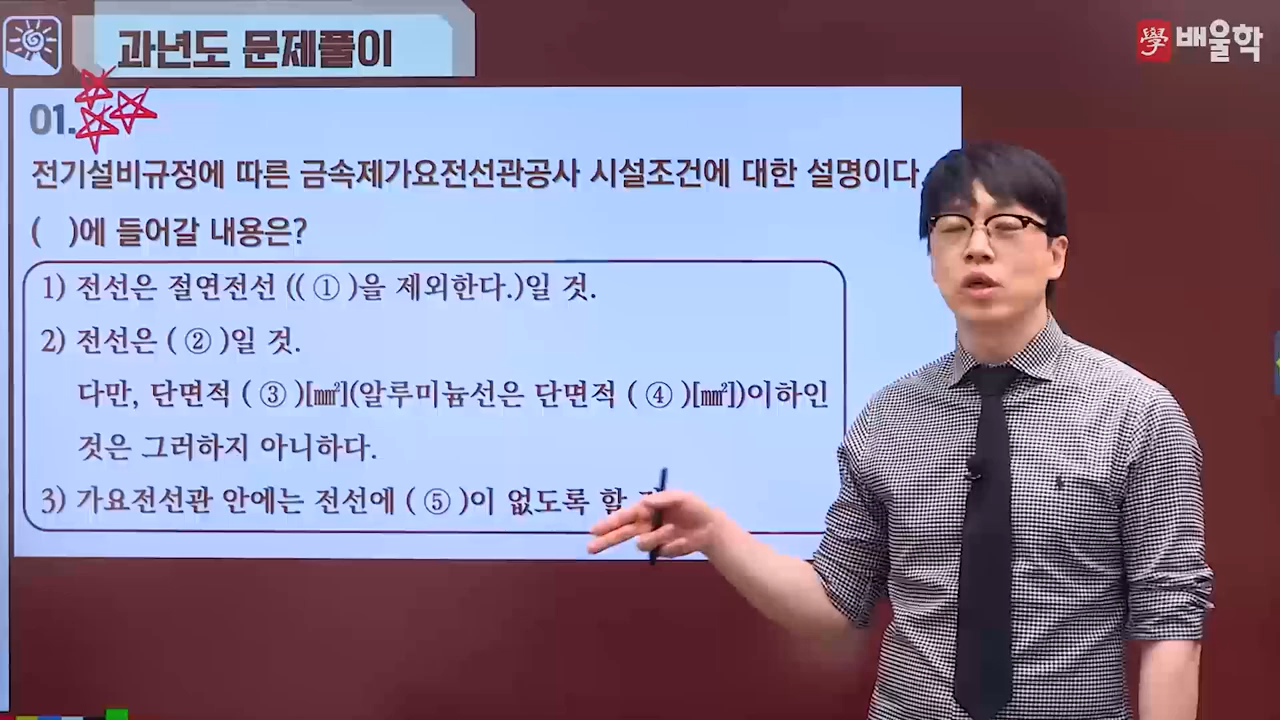 과년도 문제풀이
學 배울학
01.
전기설비규정에 따른 금속제가요전선관공사 시설조건에 대한 설명이다.
( )에 들어갈 내용은?
1) 전선은 절연전선 (( ① )을 제외한다.)일 것.
2) 전선은 ( ② )일 것.
다만, 단면적 ( ③ )[㎟](알루미늄선은 단면적 ( ④ )[㎟])이하인
것은 그러하지 아니하다.
3) 가요전선관 안에는 전선에 ( ⑤ )이 없도록 할